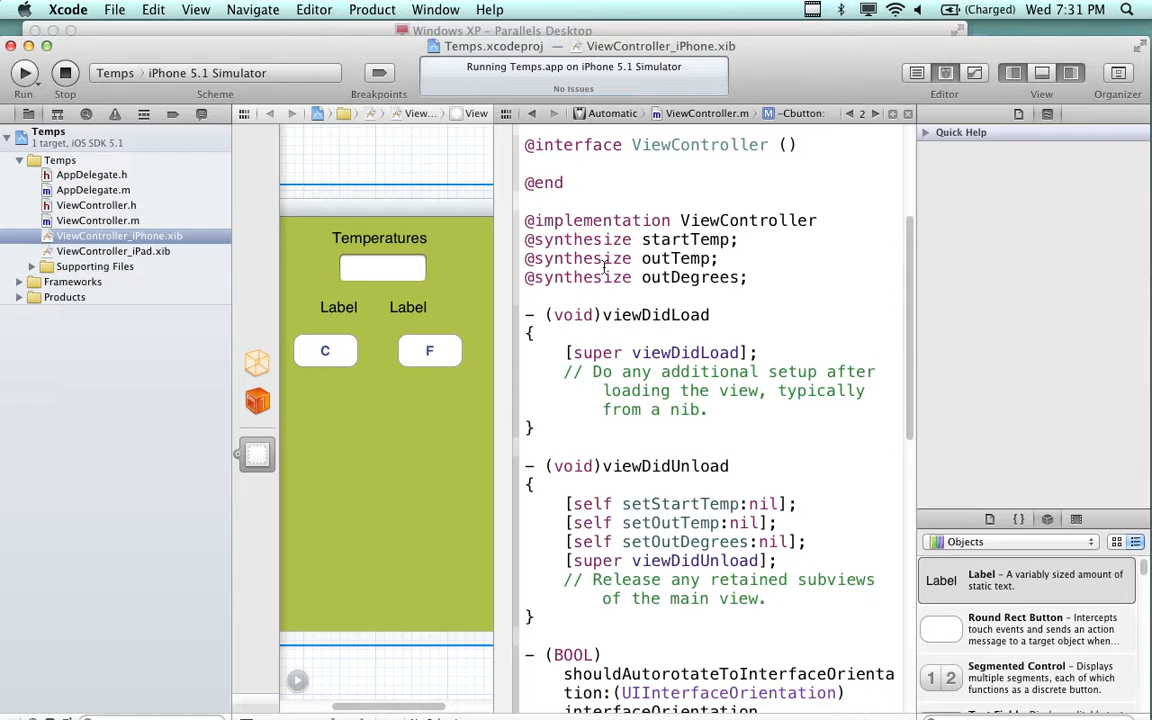 Xcode File Edit View Navigate Editor Product Window Help (Charged) Wed 7:31 PM
Windows XP - Parallels Desktop
Temps.xcodeproj — ViewController_iPhone.xib
Temps iPhone 5.1 Simulator
Running Temps.app on iPhone 5.1 Simulator
No Issues
Run Stop Scheme Breakpoints Editor View Organizer
View... View Automatic ViewController.m M -Cbutton: 2
Temps
1 target, iOS SDK 5.1
Temps
AppDelegate.h
AppDelegate.m
ViewController.h
ViewController.m
ViewController_iPhone.xib
ViewController_iPad.xib
Supporting Files
Frameworks
Products
Temperatures
Label Label
C F
@interface ViewController ()
@end
@implementation ViewController
@synthesize startTemp;
@synthesize outTemp;
@synthesize outDegrees;
- (void)viewDidLoad
{
[super viewDidLoad];
// Do any additional setup after
loading the view, typically
from a nib.
}
- (void)viewDidUnload
{
[self setStartTemp:nil];
[self setOutTemp:nil];
[self setOutDegrees:nil];
[super viewDidUnload];
// Release any retained subviews
of the main view.
}
- (BOOL)
shouldAutorotateToInterfaceOrienta
tion:(UIInterfaceOrientation)
interfaceOrientation
Quick Help
{ }
Objects
Label Label – A variably sized amount of
static text.
Round Rect Button – Intercepts
touch events and sends an action
message to a target object when...
1 2 Segmented Control – Displays
multiple segments, each of which
functions as a discrete button.